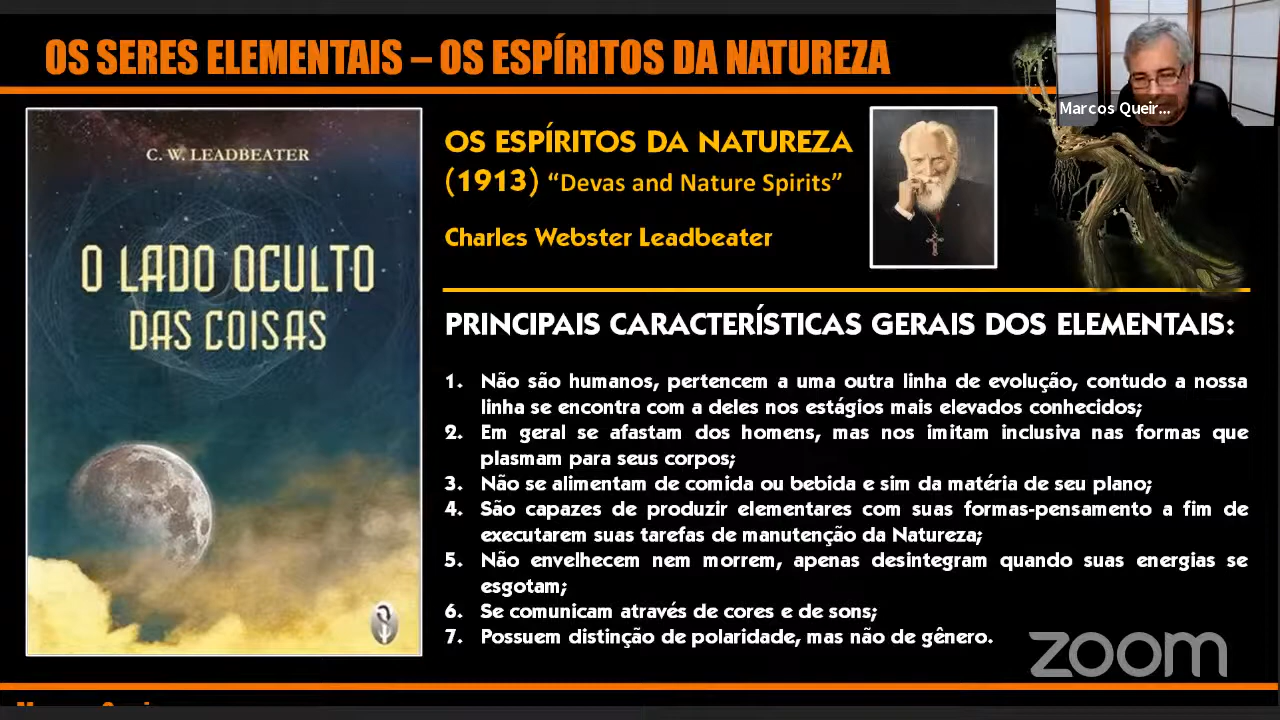 OS SERES ELEMENTAIS – OS ESPÍRITOS DA NATUREZA
Marcos Queir...
C. W. LEADBEATER
O LADO OCULTO
DAS COISAS
OS ESPÍRITOS DA NATUREZA
(1913) “Devas and Nature Spirits”
Charles Webster Leadbeater
PRINCIPAIS CARACTERÍSTICAS GERAIS DOS ELEMENTAIS:
1. Não são humanos, pertencem a uma outra linha de evolução, contudo a nossa
linha se encontra com a deles nos estágios mais elevados conhecidos;
2. Em geral se afastam dos homens, mas nos imitam inclusiva nas formas que
plasmam para seus corpos;
3. Não se alimentam de comida ou bebida e sim da matéria de seu plano;
4. São capazes de produzir elementares com suas formas-pensamento a fim de
executarem suas tarefas de manutenção da Natureza;
5. Não envelhecem nem morrem, apenas desintegram quando suas energias se
esgotam;
6. Se comunicam através de cores e de sons;
7. Possuem distinção de polaridade, mas não de gênero.
zoom